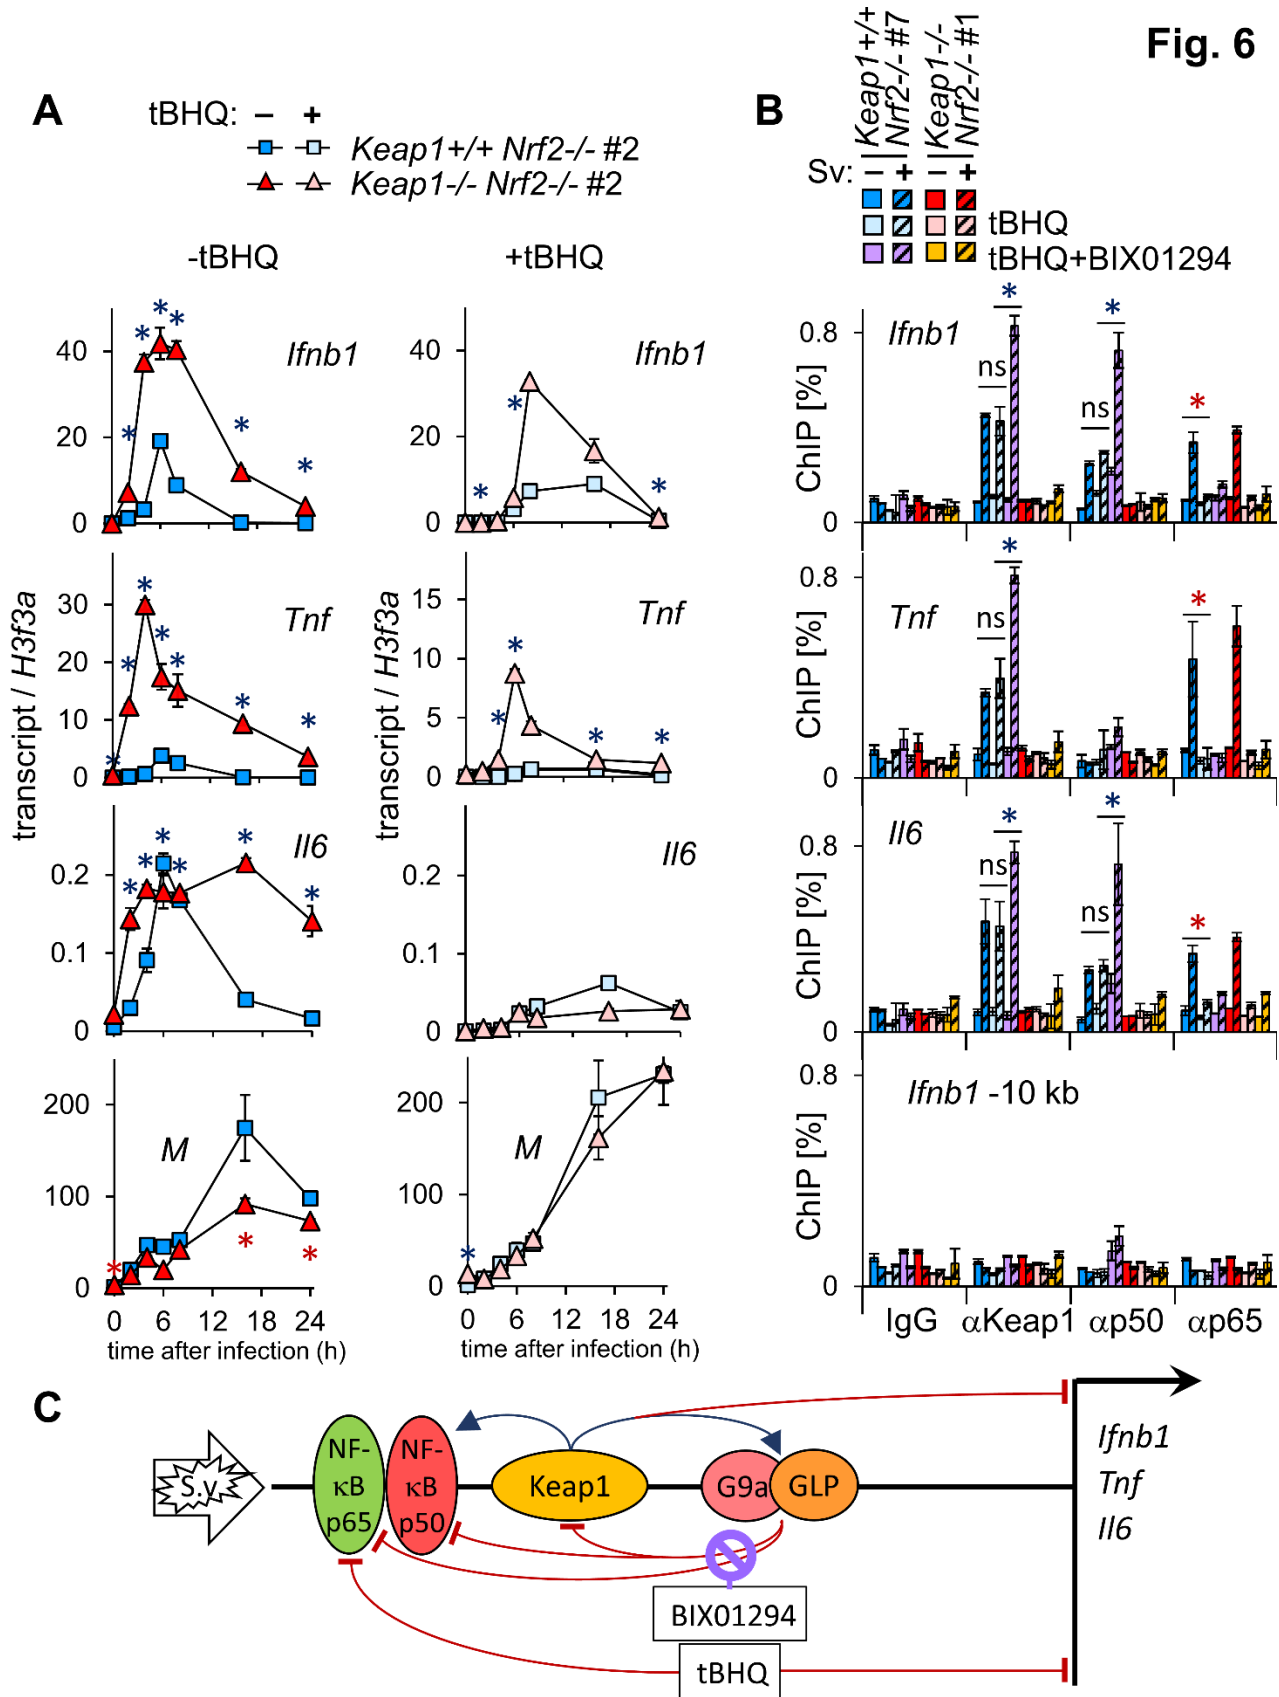 Fig. 6
A
tBHQ: – +
Keap1+/+ Nrf2-/- #2
Keap1-/- Nrf2-/- #2
-tBHQ
+tBHQ
transcript / H3f3a
Ifnb1
40
20
0
Tnf
30
20
10
0
Il6
0.2
0.1
0
M
200
100
0
0 6 12 18 24
time after infection (h)
transcript / H3f3a
Ifnb1
40
20
0
Tnf
15
10
5
0
Il6
0.2
0.1
0
M
200
100
0
0 6 12 18 24
time after infection (h)
B
Keap1+/+
Nrf2-/- #7
Keap1-/-
Nrf2-/- #1
Sv: – + – +
tBHQ
tBHQ+BIX01294
Ifnb1
ChIP [%]
0.8
0
ns
ns
* * *
Tnf
ChIP [%]
0.8
0
ns
* *
Il6
ChIP [%]
0.8
0
ns
ns
* * *
Ifnb1 -10 kb
ChIP [%]
0.8
0
IgG αKeap1 αp50 αp65
C
S.v
NF-
κB
p65
NF-
κB
p50
Keap1
G9a
GLP
BIX01294
tBHQ
Ifnb1
Tnf
Il6